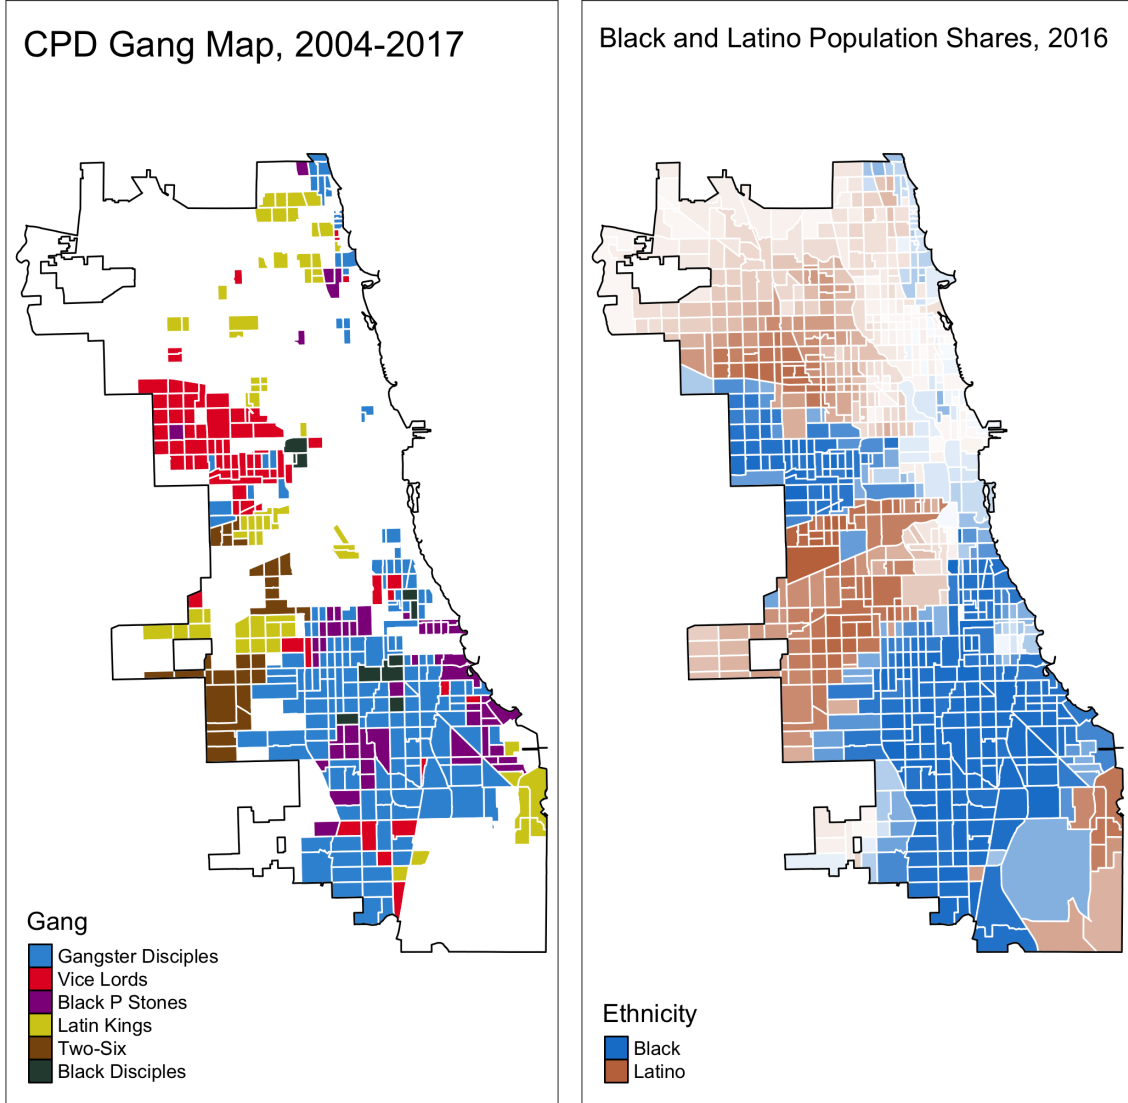 CPD Gang Map, 2004-2017
Gang
Gangster Disciples
Vice Lords
Black P Stones
Latin Kings
Two-Six
Black Disciples
Black and Latino Population Shares, 2016
Ethnicity
Black
Latino